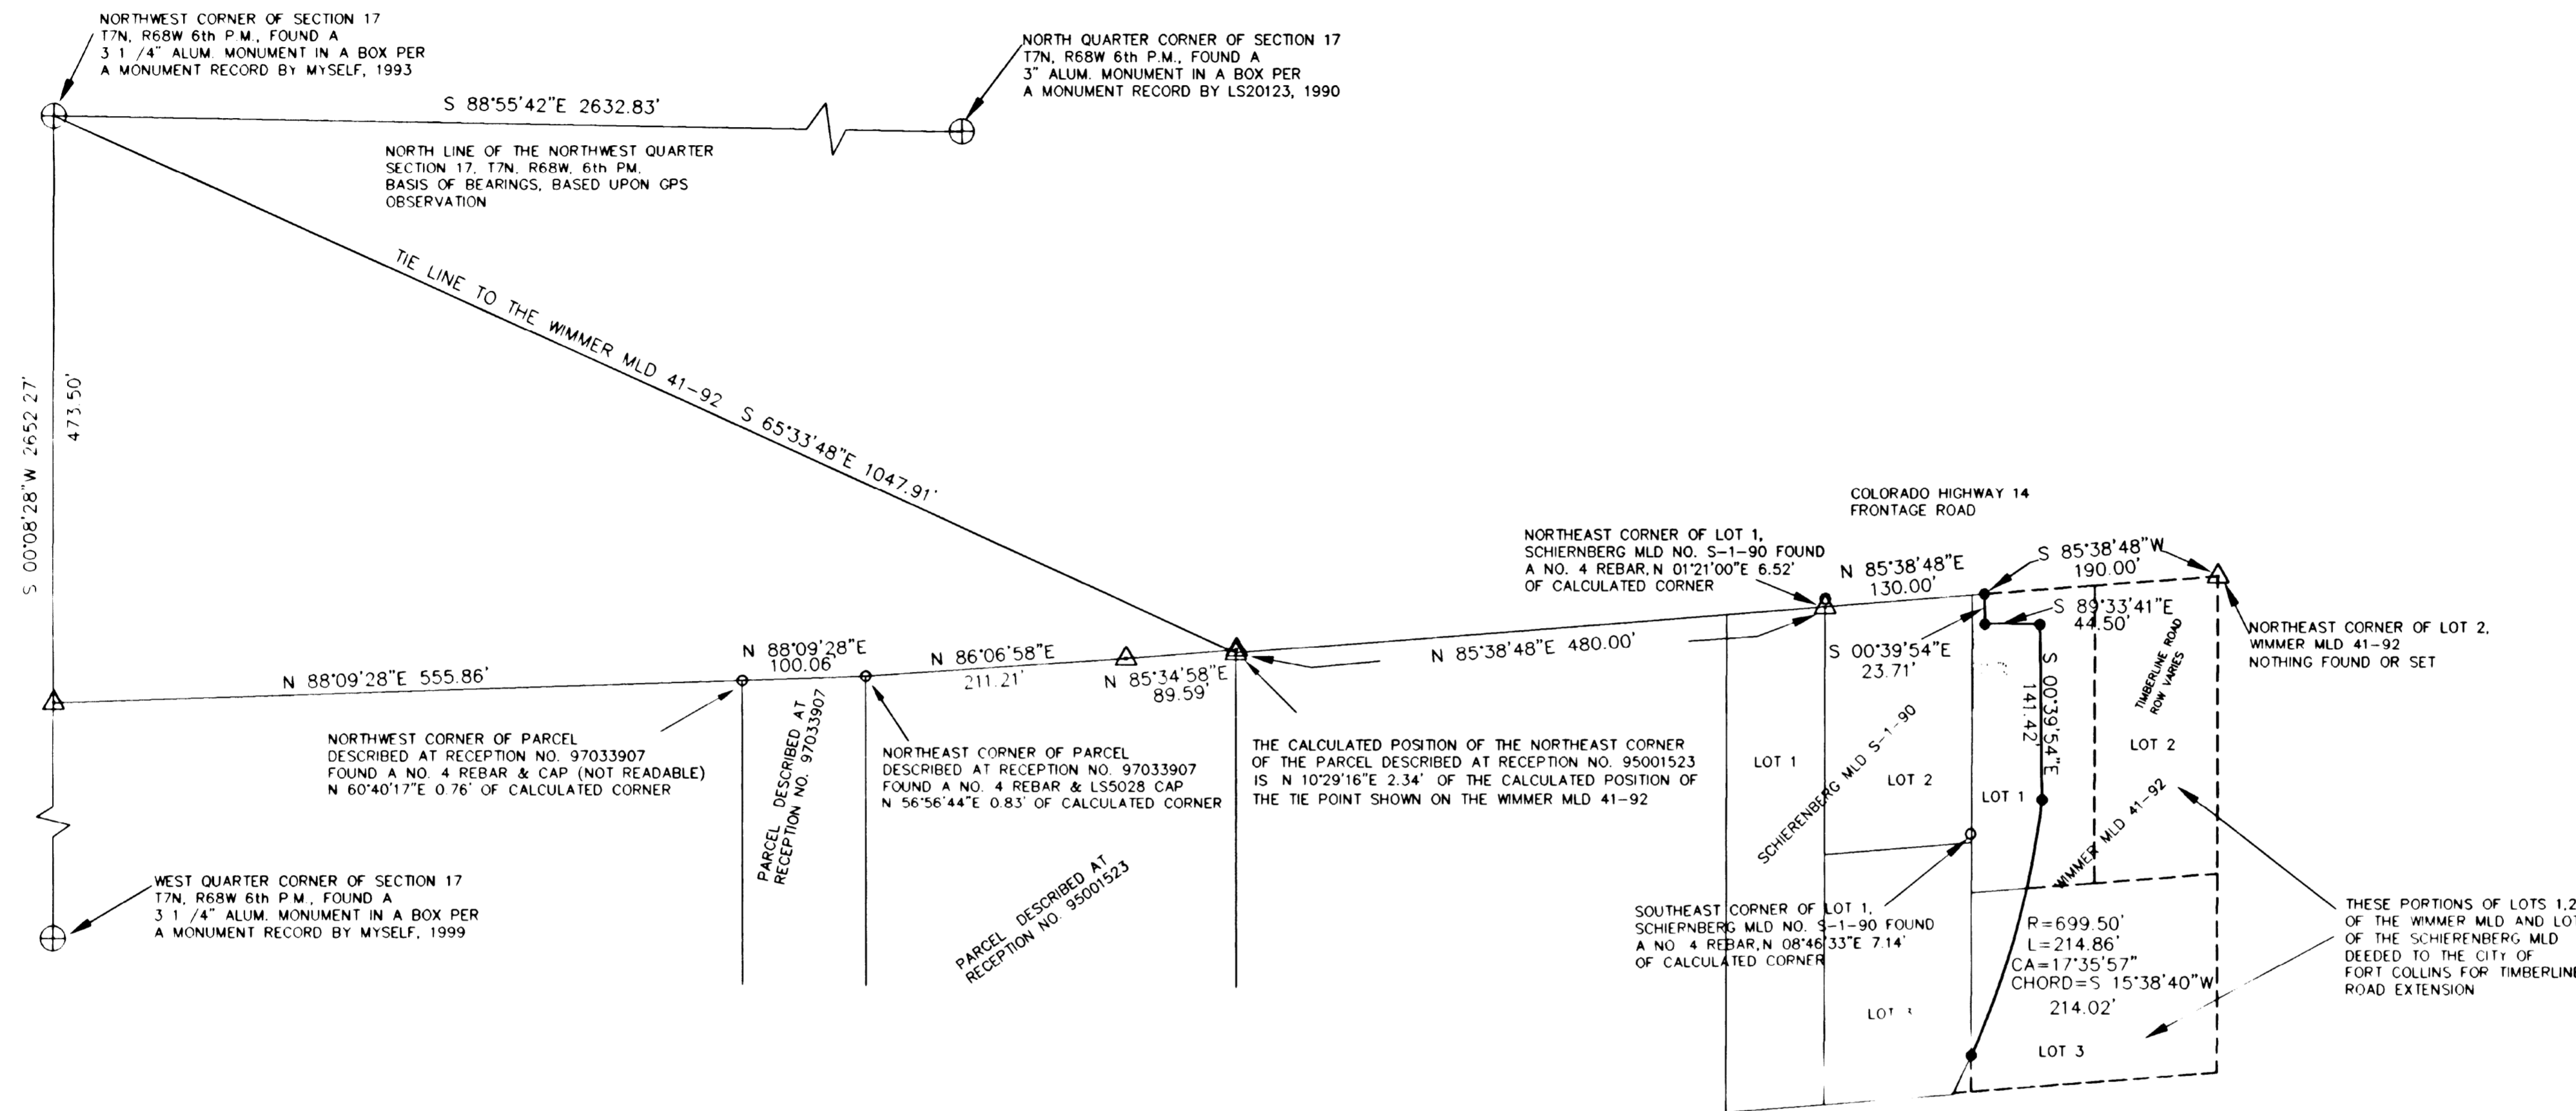 NORTHWEST CORNER OF SECTION 17
T7N, R68W 6th P.M., FOUND A
3 1 /4" ALUM. MONUMENT IN A BOX PER
A MONUMENT RECORD BY MYSELF, 1993
NORTH QUARTER CORNER OF SECTION 17
T7N, R68W 6th P.M., FOUND A
3" ALUM. MONUMENT IN A BOX PER
A MONUMENT RECORD BY LS20123, 1990
S 88°55'42"E 2632.83'
NORTH LINE OF THE NORTHWEST QUARTER
SECTION 17, T7N, R68W, 6th PM.
BASIS OF BEARINGS, BASED UPON GPS
OBSERVATION
TIE LINE TO THE WIMMER MLD 41-92 S 65°33'48"E 1047.91'
S 00°08'28"W 2652 27'
473.50'
COLORADO HIGHWAY 14
FRONTAGE ROAD
NORTHEAST CORNER OF LOT 1,
SCHIERNBERG MLD NO. S-1-90 FOUND
A NO. 4 REBAR, N 01°21'00"E 6.52'
OF CALCULATED CORNER
N 85°38'48"E
130.00'
S 85°38'48"W
190.00'
S 89°33'41"E
44.50'
NORTHEAST CORNER OF LOT 2,
WIMMER MLD 41-92
NOTHING FOUND OR SET
N 88°09'28"E 555.86'
N 88°09'28"E
100.06'
N 86°06'58"E
211.21'
N 85°34'58"E
89.59'
N 85°38'48"E 480.00'
S 00°39'54"E
23.71'
S 00°39'54"E
141.42'
TIMBERLINE ROAD
ROW VARIES
NORTHWEST CORNER OF PARCEL
DESCRIBED AT RECEPTION NO. 97033907
FOUND A NO. 4 REBAR & CAP (NOT READABLE)
N 60°40'17"E 0.76' OF CALCULATED CORNER
PARCEL DESCRIBED AT
RECEPTION NO. 97033907
NORTHEAST CORNER OF PARCEL
DESCRIBED AT RECEPTION NO. 97033907
FOUND A NO. 4 REBAR & LS5028 CAP
N 56°56'44"E 0.83' OF CALCULATED CORNER
THE CALCULATED POSITION OF THE NORTHEAST CORNER
OF THE PARCEL DESCRIBED AT RECEPTION NO. 95001523
IS N 10°29'16"E 2.34' OF THE CALCULATED POSITION OF
THE TIE POINT SHOWN ON THE WIMMER MLD 41-92
LOT 1
SCHIERENBERG MLD S-1-90
LOT 2
LOT 1
LOT 2
WIMMER MLD 41-92
WEST QUARTER CORNER OF SECTION 17
T7N, R68W 6th P.M., FOUND A
3 1 /4" ALUM. MONUMENT IN A BOX PER
A MONUMENT RECORD BY MYSELF, 1999
PARCEL DESCRIBED AT
RECEPTION NO. 95001523
SOUTHEAST CORNER OF LOT 1,
SCHIERNBERG MLD NO. S-1-90 FOUND
A NO 4 REBAR, N 08°46'33"E 7.14'
OF CALCULATED CORNER
R=699.50'
L=214.86'
CA=17°35'57"
CHORD=S 15°38'40"W
214.02'
THESE PORTIONS OF LOTS 1,2
OF THE WIMMER MLD AND LOT
OF THE SCHIERENBERG MLD
DEEDED TO THE CITY OF
FORT COLLINS FOR TIMBERLINE
ROAD EXTENSION
LOT
LOT 3